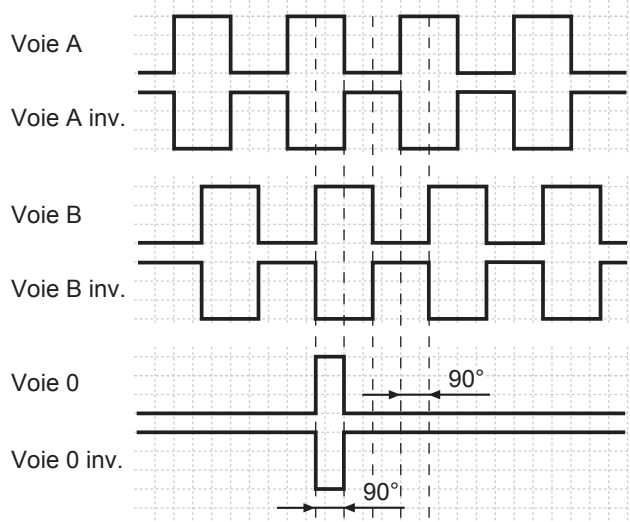 Voie A
Voie A inv.
Voie B
Voie B inv.
Voie 0
90°
Voie 0 inv.
90°